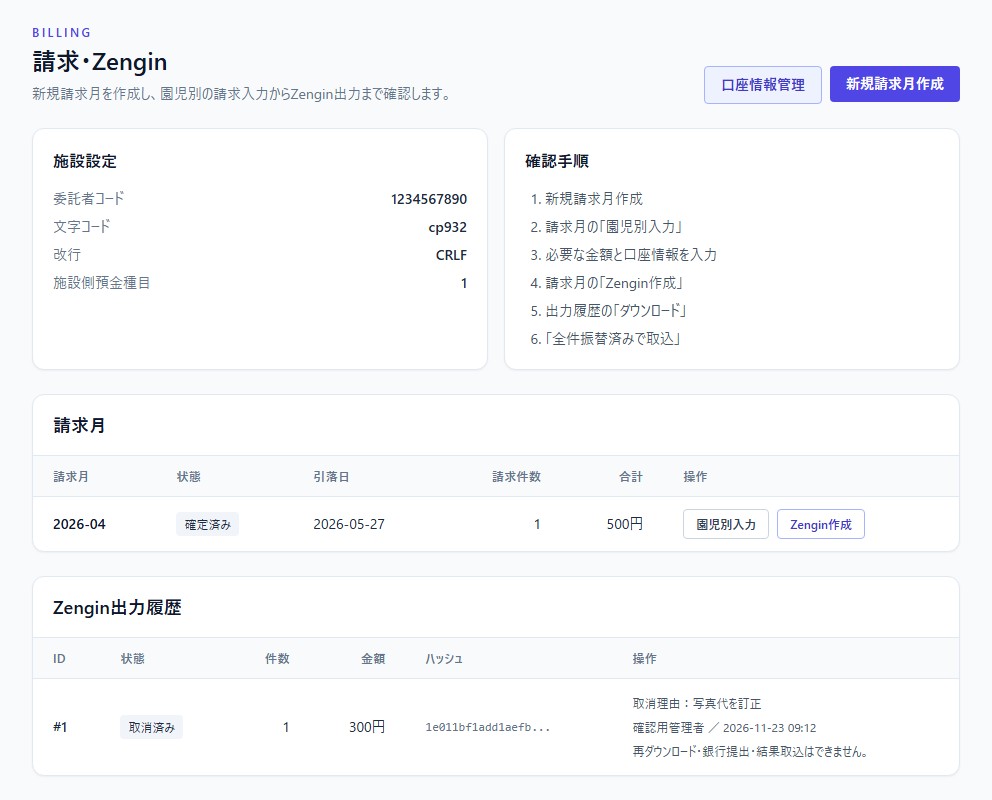 BILLING
請求・Zengin
新規請求月を作成し、園児別の請求入力からZengin出力まで確認します。
口座情報管理
新規請求月作成
施設設定
委託者コード 1234567890
文字コード cp932
改行 CRLF
施設側預金種目 1
確認手順
1. 新規請求月作成
2. 請求月の「園児別入力」
3. 必要な金額と口座情報を入力
4. 請求月の「Zengin作成」
5. 出力履歴の「ダウンロード」
6. 「全件振替済みで取込」
請求月
請求月 状態 引落日 請求件数 合計 操作
2026-04 確定済み 2026-05-27 1 500円 園児別入力 Zengin作成
Zengin出力履歴
ID 状態 件数 金額 ハッシュ 操作
#1 取消済み 1 300円 1e011bf1add1aefb...
取消理由：写真代を訂正
確認用管理者 ／ 2026-11-23 09:12
再ダウンロード・銀行提出・結果取込はできません。